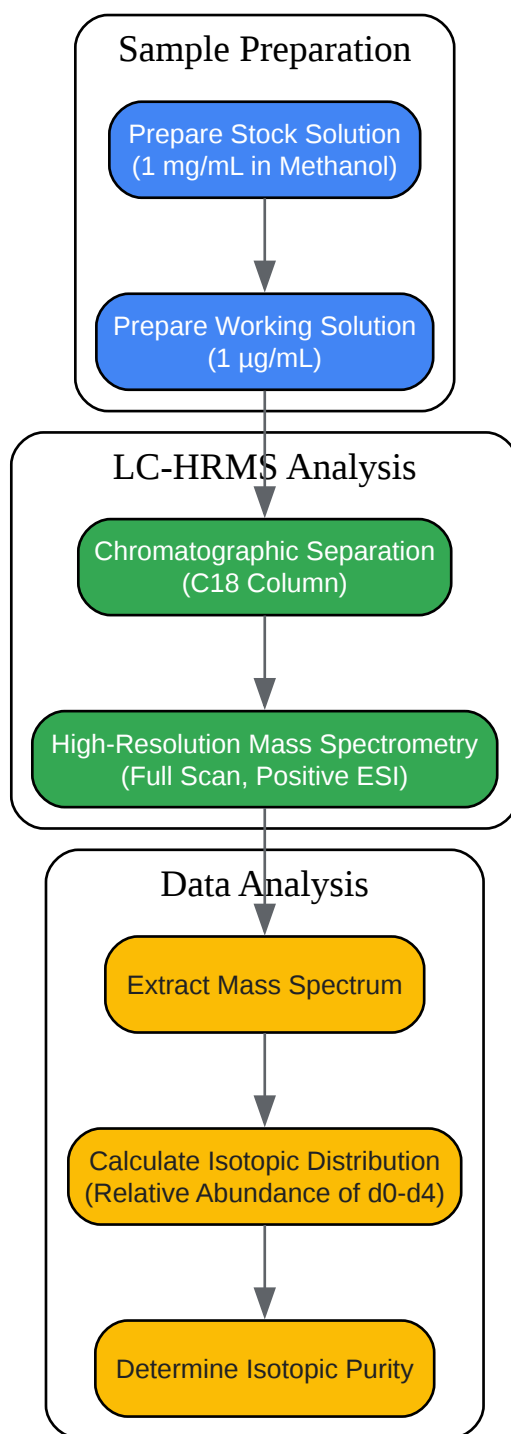 Sample Preparation
Prepare Stock Solution
(1 mg/mL in Methanol)
Prepare Working Solution
(1 µg/mL)
LC-HRMS Analysis
Chromatographic Separation
(C18 Column)
High-Resolution Mass Spectrometry
(Full Scan, Positive ESI)
Data Analysis
Extract Mass Spectrum
Calculate Isotopic Distribution
(Relative Abundance of d0-d4)
Determine Isotopic Purity